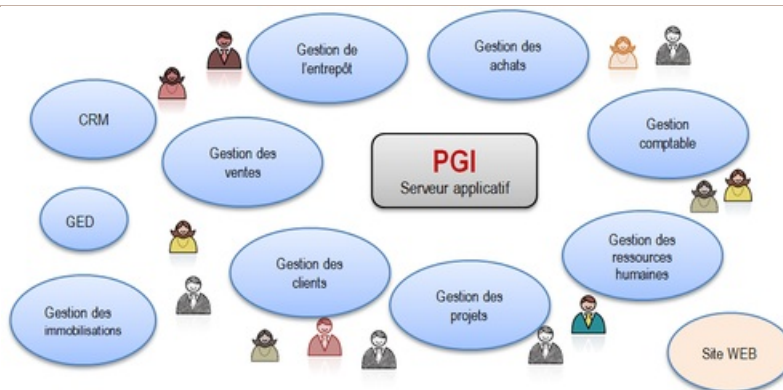 Gestion de
l'entrepôt
Gestion des
achats
CRM
Gestion des
ventes
PGI
Serveur applicatif
Gestion
comptable
GED
Gestion des
clients
Gestion des
ressources
humaines
Gestion des
immobilisations
Gestion des
projets
Site WEB